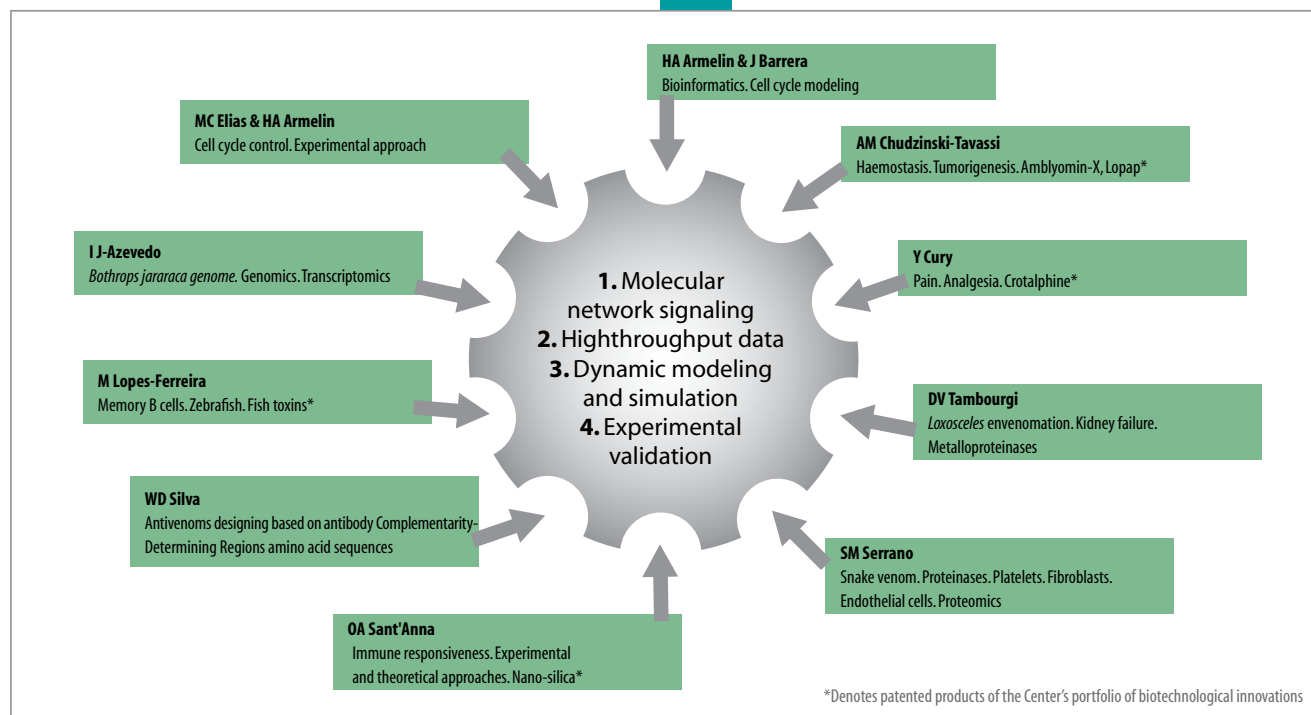 HA Armelin & J Barrera
Bioinformatics. Cell cycle modeling
MC Elias & HA Armelin
Cell cycle control. Experimental approach
AM Chudzinski-Tavassi
Haemostasis. Tumorigenesis. Amblyomin-X, Lopap*
I J-Azevedo
Bothrops jararaca genome. Genomics. Transcriptomics
Y Cury
Pain. Analgesia. Crotalphine*
1. Molecular
network signaling
2. Highthroughput data
3. Dynamic modeling
and simulation
4. Experimental
validation
M Lopes-Ferreira
Memory B cells. Zebrafish. Fish toxins*
DV Tambourgi
Loxosceles envenomation. Kidney failure.
Metalloproteinases
WD Silva
Antivenoms designing based on antibody Complementarity-
Determining Regions amino acid sequences
SM Serrano
Snake venom. Proteinases. Platelets. Fibroblasts.
Endothelial cells. Proteomics
OA Sant'Anna
Immune responsiveness. Experimental
and theoretical approaches. Nano-silica*
*Denotes patented products of the Center's portfolio of biotechnological innovations